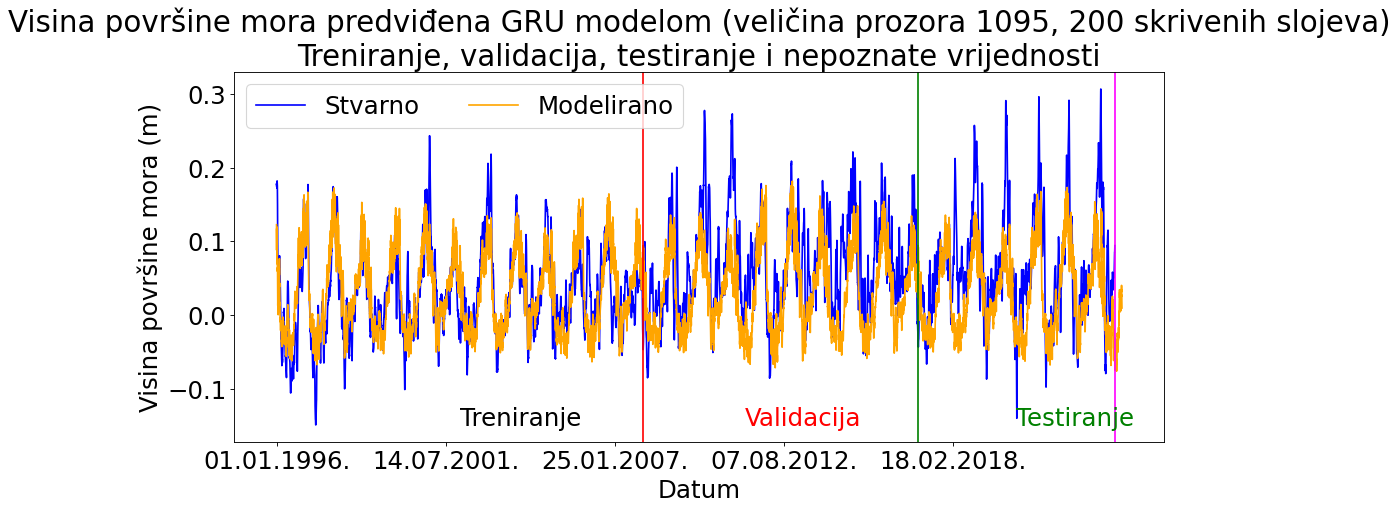 Visina površine mora predviđena GRU modelom (veličina prozora 1095, 200 skrivenih slojeva)
Treniranje, validacija, testiranje i nepoznate vrijednosti
Stvarno
Modelirano
Visina površine mora (m)
0.3
0.2
0.1
0.0
−0.1
Treniranje
Validacija
Testiranje
01.01.1996.
14.07.2001.
25.01.2007.
07.08.2012.
18.02.2018.
Datum